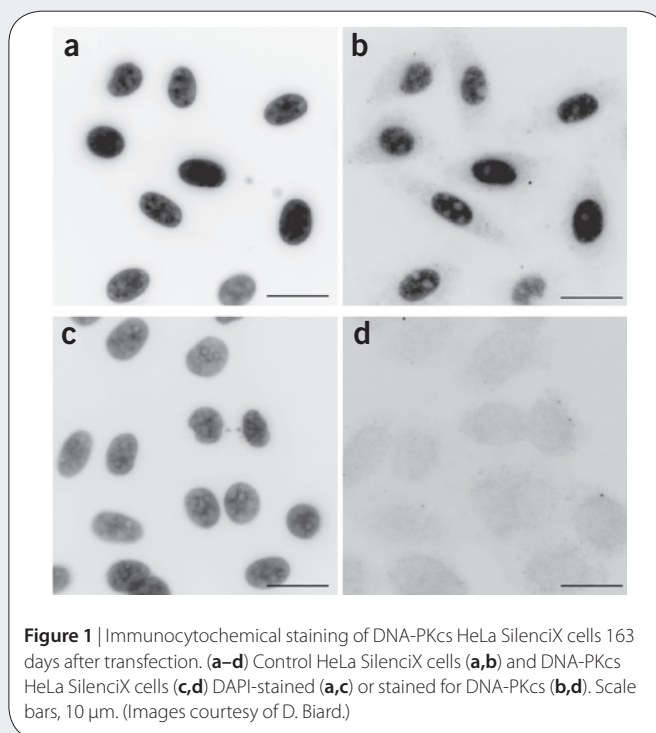 a
b
c
d
Figure 1 | Immunocytochemical staining of DNA-PKcs HeLa SilenciX cells 163
days after transfection. (a–d) Control HeLa SilenciX cells (a,b) and DNA-PKcs
HeLa SilenciX cells (c,d) DAPI-stained (a,c) or stained for DNA-PKcs (b,d). Scale
bars, 10 μm. (Images courtesy of D. Biard.)